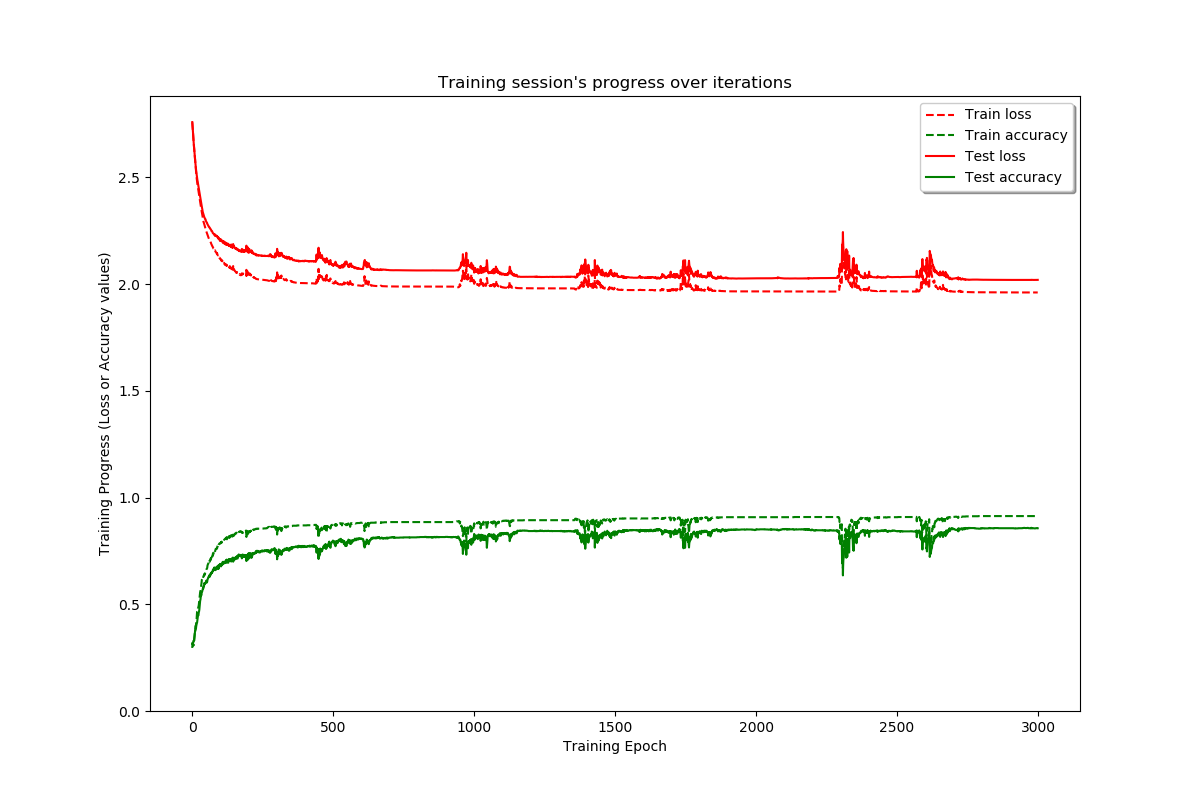 Training session's progress over iterations
Train loss
Train accuracy
Test loss
Test accuracy
Training Progress (Loss or Accuracy values)
2.5
2.0
1.5
1.0
0.5
0.0
0 500 1000 1500 2000 2500 3000
Training Epoch